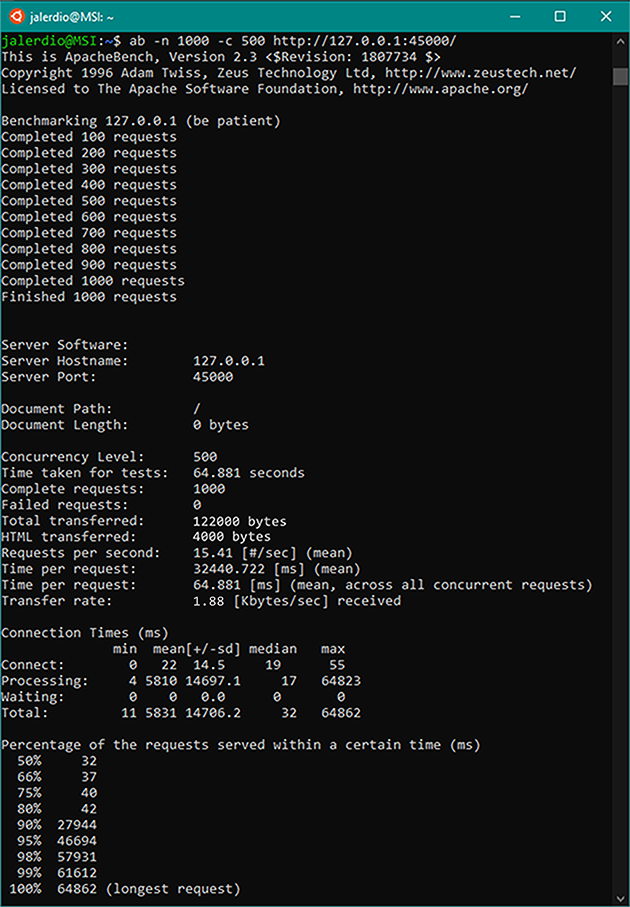 jalerdio@MSI: ~
jalerdio@MSI:~$ ab -n 1000 -c 500 http://127.0.0.1:45000/
This is ApacheBench, Version 2.3 <$Revision: 1807734 $>
Copyright 1996 Adam Twiss, Zeus Technology Ltd, http://www.zeustech.net/
Licensed to The Apache Software Foundation, http://www.apache.org/
Benchmarking 127.0.0.1 (be patient)
Completed 100 requests
Completed 200 requests
Completed 300 requests
Completed 400 requests
Completed 500 requests
Completed 600 requests
Completed 700 requests
Completed 800 requests
Completed 900 requests
Completed 1000 requests
Finished 1000 requests
Server Software:
Server Hostname: 127.0.0.1
Server Port: 45000
Document Path: /
Document Length: 0 bytes
Concurrency Level: 500
Time taken for tests: 64.881 seconds
Complete requests: 1000
Failed requests: 0
Total transferred: 122000 bytes
HTML transferred: 4000 bytes
Requests per second: 15.41 [#/sec] (mean)
Time per request: 32440.722 [ms] (mean)
Time per request: 64.881 [ms] (mean, across all concurrent requests)
Transfer rate: 1.88 [Kbytes/sec] received
Connection Times (ms)
min mean[+/-sd] median max
Connect: 0 22 14.5 19 55
Processing: 4 5810 14697.1 17 64823
Waiting: 0 0 0.0 0 0
Total: 11 5831 14706.2 32 64862
Percentage of the requests served within a certain time (ms)
50% 32
66% 37
75% 40
80% 42
90% 27944
95% 46694
98% 57931
99% 61612
100% 64862 (longest request)